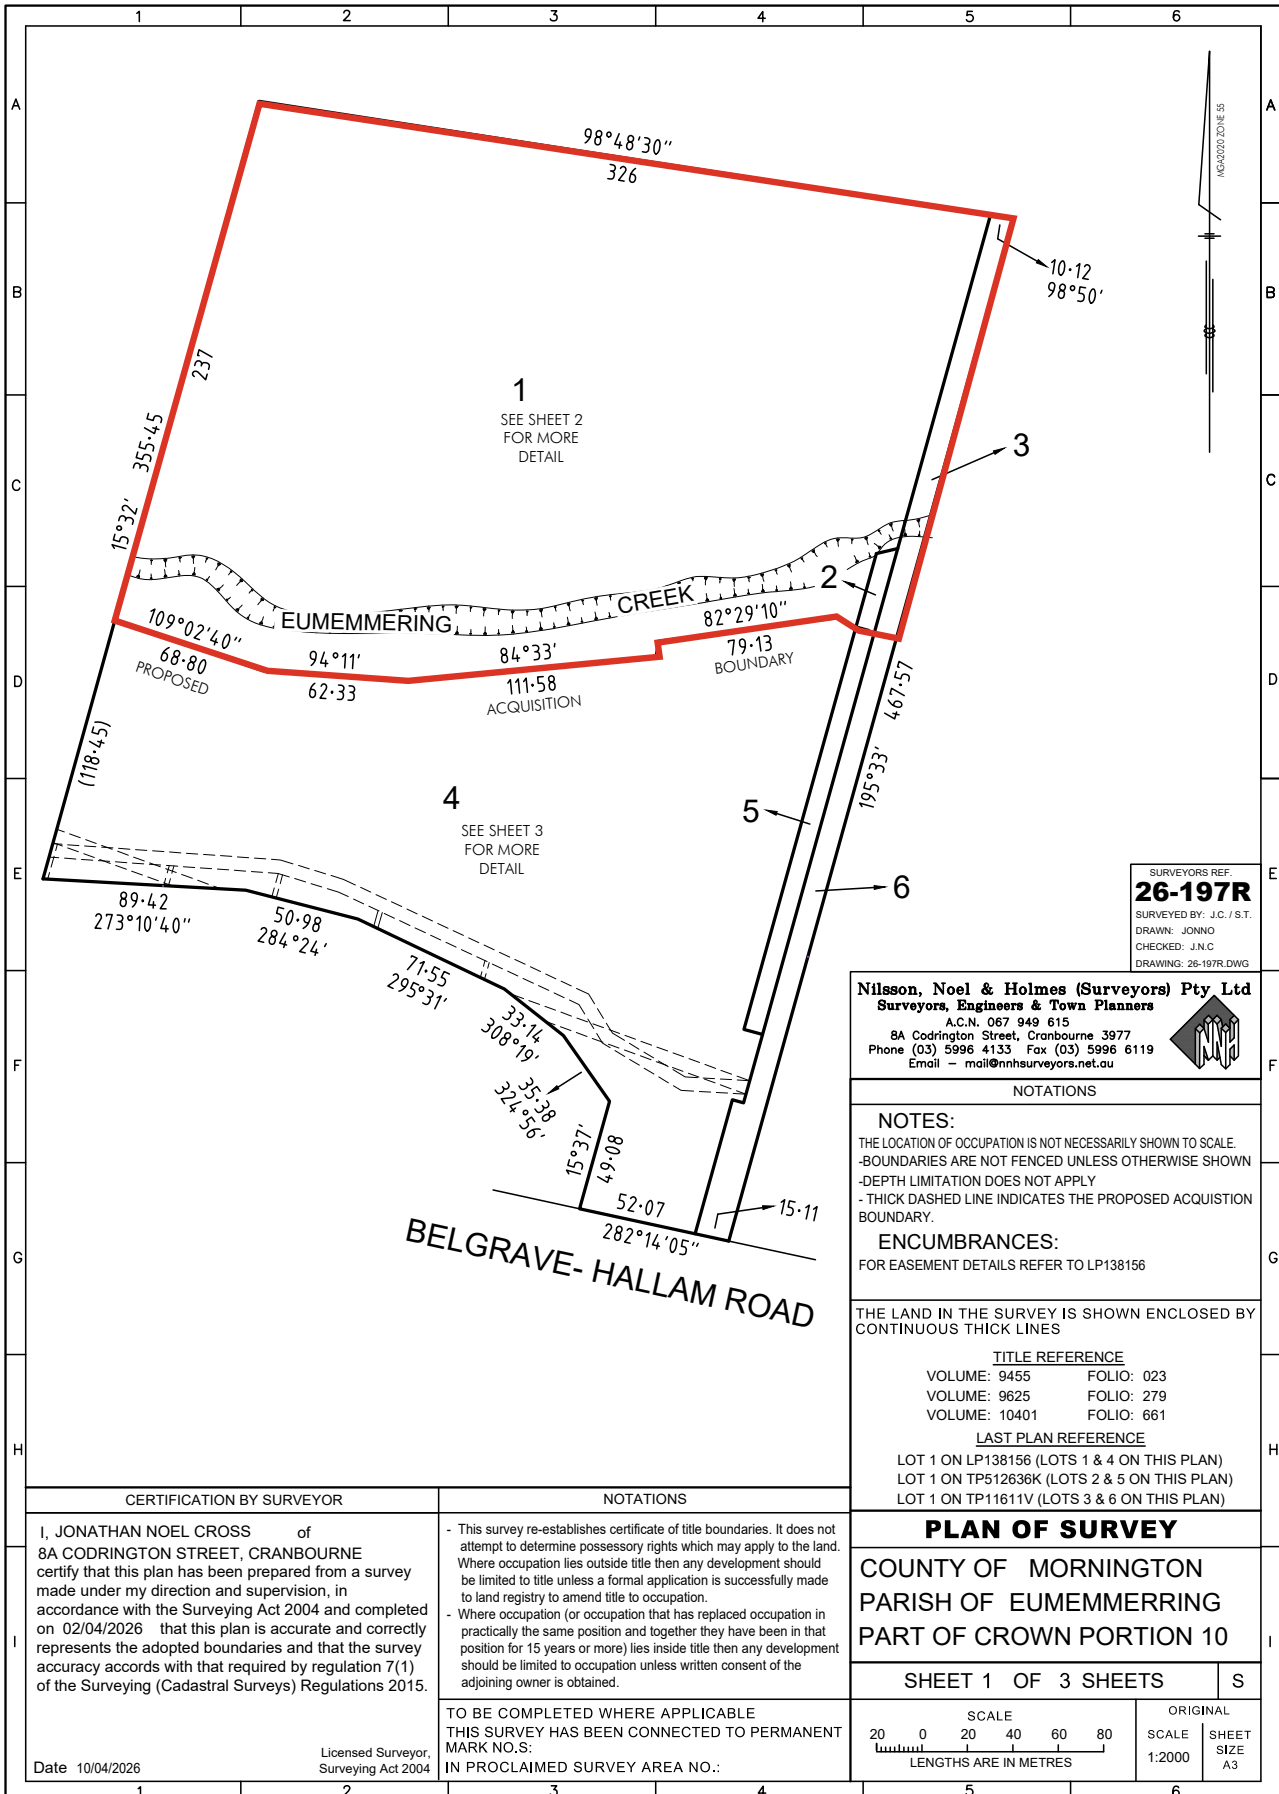 1 2 3 4 5 6
A A
B B
C C
D D
E E
F F
G G
H H
I I
MGA2020 ZONE 55
98°48'30"
326
10·12
98°50'
237
355·45
15°32'
1
SEE SHEET 2
FOR MORE
DETAIL
3
2
EUMEMMERING CREEK
109°02'40"
68·80
PROPOSED
94°11'
62·33
84°33'
111·58
ACQUISITION
82°29'10"
79·13
BOUNDARY
467·57
195°33'
(118·45)
4
SEE SHEET 3
FOR MORE
DETAIL
5
6
89·42
273°10'40"
50·98
284°24'
71·55
295°31'
33·14
308°19'
35·38
324°56'
15°37'
49·08
52·07
282°14'05"
15·11
BELGRAVE- HALLAM ROAD
SURVEYORS REF.
26-197R
SURVEYED BY: J.C. / S.T.
DRAWN: JONNO
CHECKED: J.N.C
DRAWING: 26-197R.DWG
Nilsson, Noel & Holmes (Surveyors) Pty Ltd
Surveyors, Engineers & Town Planners
A.C.N. 067 949 615
8A Codrington Street, Cranbourne 3977
Phone (03) 5996 4133 Fax (03) 5996 6119
Email – mail@nnhsurveyors.net.au
NNH
NOTATIONS
NOTES:
THE LOCATION OF OCCUPATION IS NOT NECESSARILY SHOWN TO SCALE.
-BOUNDARIES ARE NOT FENCED UNLESS OTHERWISE SHOWN
-DEPTH LIMITATION DOES NOT APPLY
- THICK DASHED LINE INDICATES THE PROPOSED ACQUISTION
BOUNDARY.
ENCUMBRANCES:
FOR EASEMENT DETAILS REFER TO LP138156
THE LAND IN THE SURVEY IS SHOWN ENCLOSED BY
CONTINUOUS THICK LINES
TITLE REFERENCE
VOLUME: 9455 FOLIO: 023
VOLUME: 9625 FOLIO: 279
VOLUME: 10401 FOLIO: 661
LAST PLAN REFERENCE
LOT 1 ON LP138156 (LOTS 1 & 4 ON THIS PLAN)
LOT 1 ON TP512636K (LOTS 2 & 5 ON THIS PLAN)
LOT 1 ON TP11611V (LOTS 3 & 6 ON THIS PLAN)
PLAN OF SURVEY
COUNTY OF MORNINGTON
PARISH OF EUMEMMERRING
PART OF CROWN PORTION 10
SHEET 1 OF 3 SHEETS S
SCALE
20 0 20 40 60 80
LENGTHS ARE IN METRES
ORIGINAL
SCALE
1:2000
SHEET
SIZE
A3
CERTIFICATION BY SURVEYOR
I, JONATHAN NOEL CROSS of
8A CODRINGTON STREET, CRANBOURNE
certify that this plan has been prepared from a survey
made under my direction and supervision, in
accordance with the Surveying Act 2004 and completed
on 02/04/2026 that this plan is accurate and correctly
represents the adopted boundaries and that the survey
accuracy accords with that required by regulation 7(1)
of the Surveying (Cadastral Surveys) Regulations 2015.
Licensed Surveyor,
Date 10/04/2026 Surveying Act 2004
NOTATIONS
- This survey re-establishes certificate of title boundaries. It does not
attempt to determine possessory rights which may apply to the land.
Where occupation lies outside title then any development should
be limited to title unless a formal application is successfully made
to land registry to amend title to occupation.
- Where occupation (or occupation that has replaced occupation in
practically the same position and together they have been in that
position for 15 years or more) lies inside title then any development
should be limited to occupation unless written consent of the
adjoining owner is obtained.
TO BE COMPLETED WHERE APPLICABLE
THIS SURVEY HAS BEEN CONNECTED TO PERMANENT
MARK NO.S:
IN PROCLAIMED SURVEY AREA NO.:
1 2 3 4 5 6